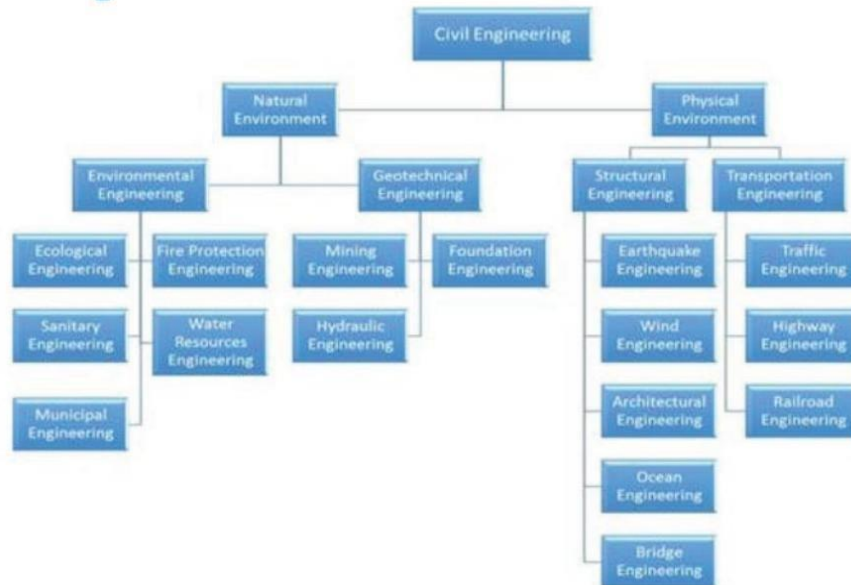 Civil Engineering
Natural
Environment
Physical
Environment
Environmental
Engineering
Geotechnical
Engineering
Structural
Engineering
Transportation
Engineering
Ecological
Engineering
Fire Protection
Engineering
Mining
Engineering
Foundation
Engineering
Earthquake
Engineering
Traffic
Engineering
Sanitary
Engineering
Water
Resources
Engineering
Hydraulic
Engineering
Wind
Engineering
Highway
Engineering
Municipal
Engineering
Architectural
Engineering
Railroad
Engineering
Ocean
Engineering
Bridge
Engineering